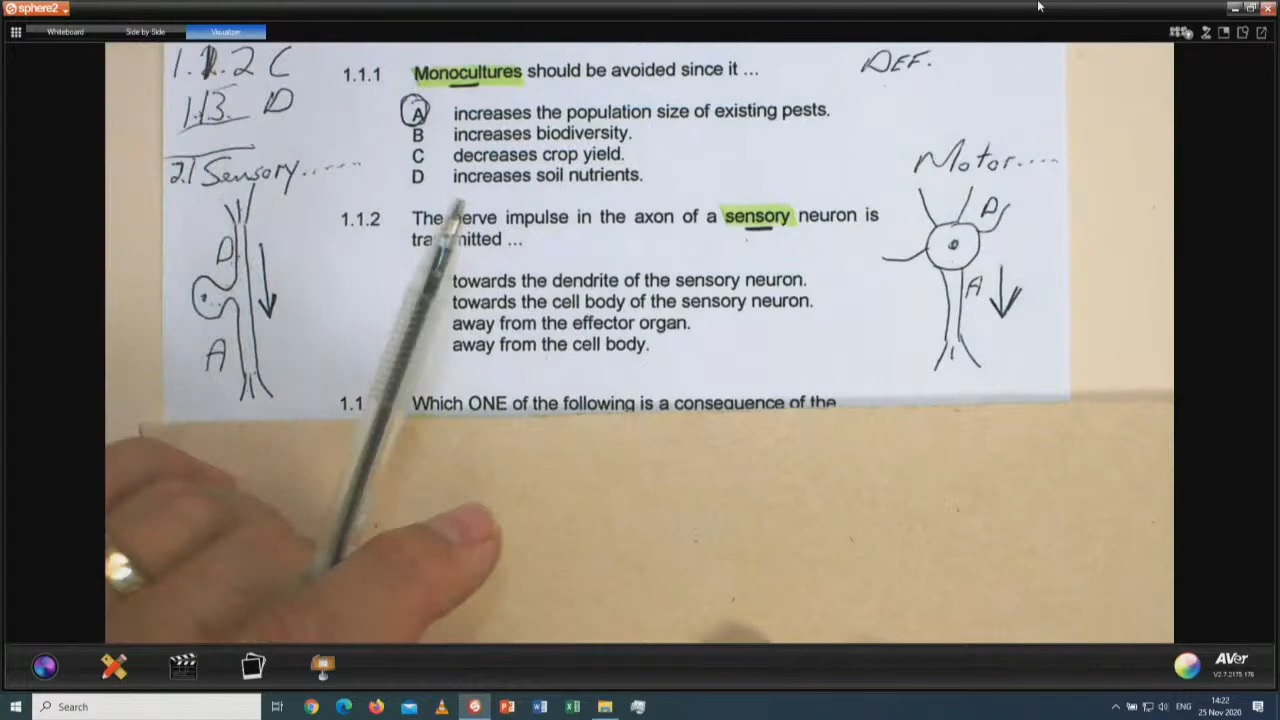 sphere2
Whiteboard
Side by Side
Visualizer
1.1.2 C
1.1.3. D
1.1.1 Monocultures should be avoided since it ...
DEF.
A increases the population size of existing pests.
B increases biodiversity.
C decreases crop yield.
D increases soil nutrients.
2.1 Sensory......
Motor....
1.1.2 The nerve impulse in the axon of a sensory neuron is
transmitted ...
D
D
towards the dendrite of the sensory neuron.
towards the cell body of the sensory neuron.
away from the effector organ.
away from the cell body.
A
A
1.1 Which ONE of the following is a consequence of the
AVer
V2.7.2175.176
Search
ENG
14:22
25 Nov 2020